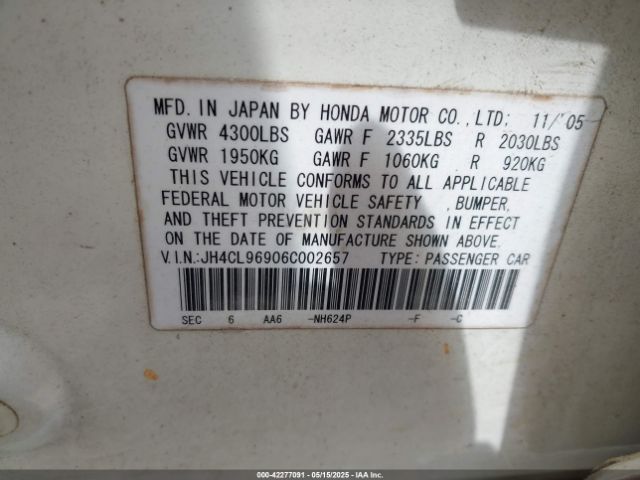 MFD. IN JAPAN BY HONDA MOTOR CO., LTD: 11/'05
GVWR 4300LBS GAWR F 2335LBS R 2030LBS
GVWR 1950KG GAWR F 1060KG R 920KG
THIS VEHICLE CONFORMS TO ALL APPLICABLE
FEDERAL MOTOR VEHICLE SAFETY , BUMPER,
AND THEFT PREVENTION STANDARDS IN EFFECT
ON THE DATE OF MANUFACTURE SHOWN ABOVE.
V.I.N.:JH4CL96906C002657 TYPE: PASSENGER CAR
SEC 6 AA6 -NH624P -F -C
000-42277091 - 05/15/2025 - IAA, Inc.